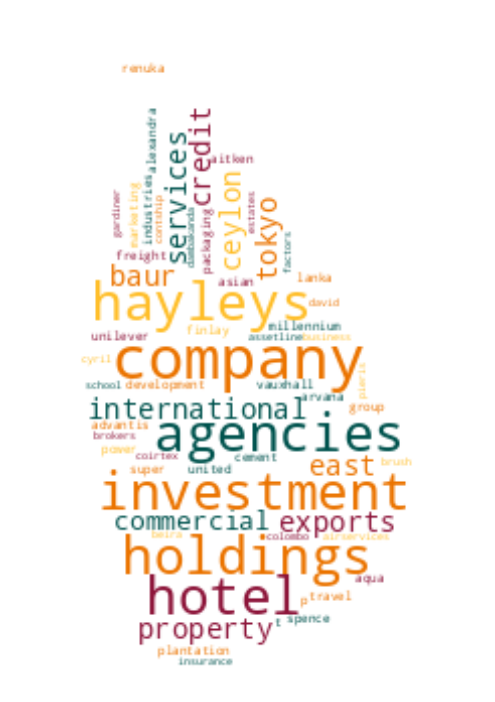 renuka
alexandra
credit
services
aitken
ceylon
industries
marketing
gardiner
contship
dambakanda
packaging
estates
tokyo
factors
freight
baur
asian
lanka
hayleys
david
unilever
finlay
millennium
assetline
business
cyril
company
pieris
school
development
vauxhall
arvana
international
group
advantis
brokers
agencies
power
coirtex
cement
super
united
east
brush
investment
commercial
exports
beira
colombo
airservices
holdings
aqua
hotel
p
travel
property
t
spence
plantation
insurance